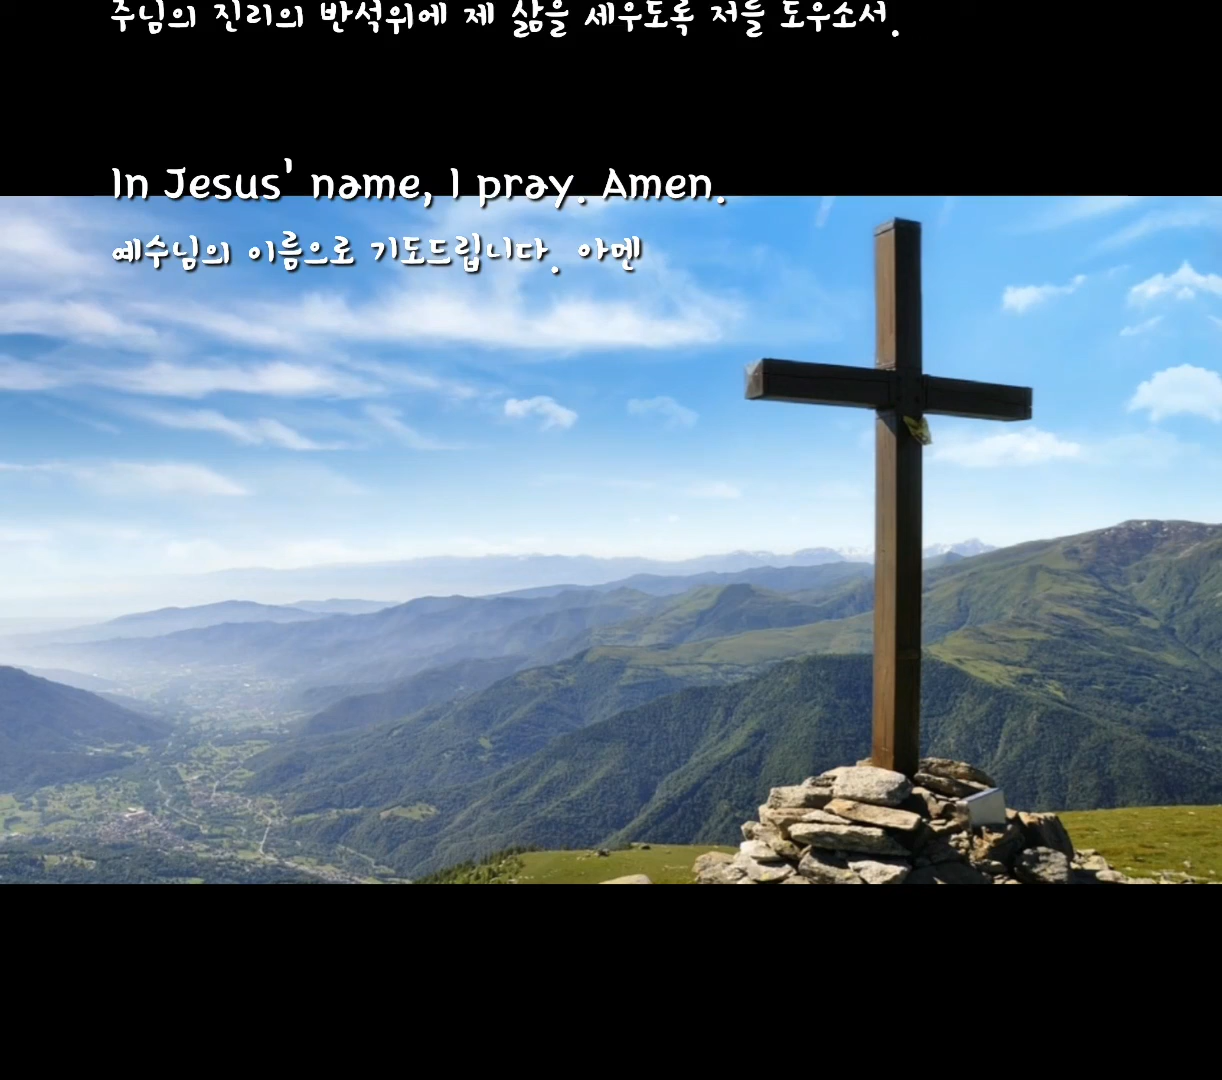 주님의 진리의 반석위에 제 삶을 세우도록 저들 도우소서.
In Jesus' name, I pray. Amen.
예수님의 이름으로 기도드립니다. 아멘